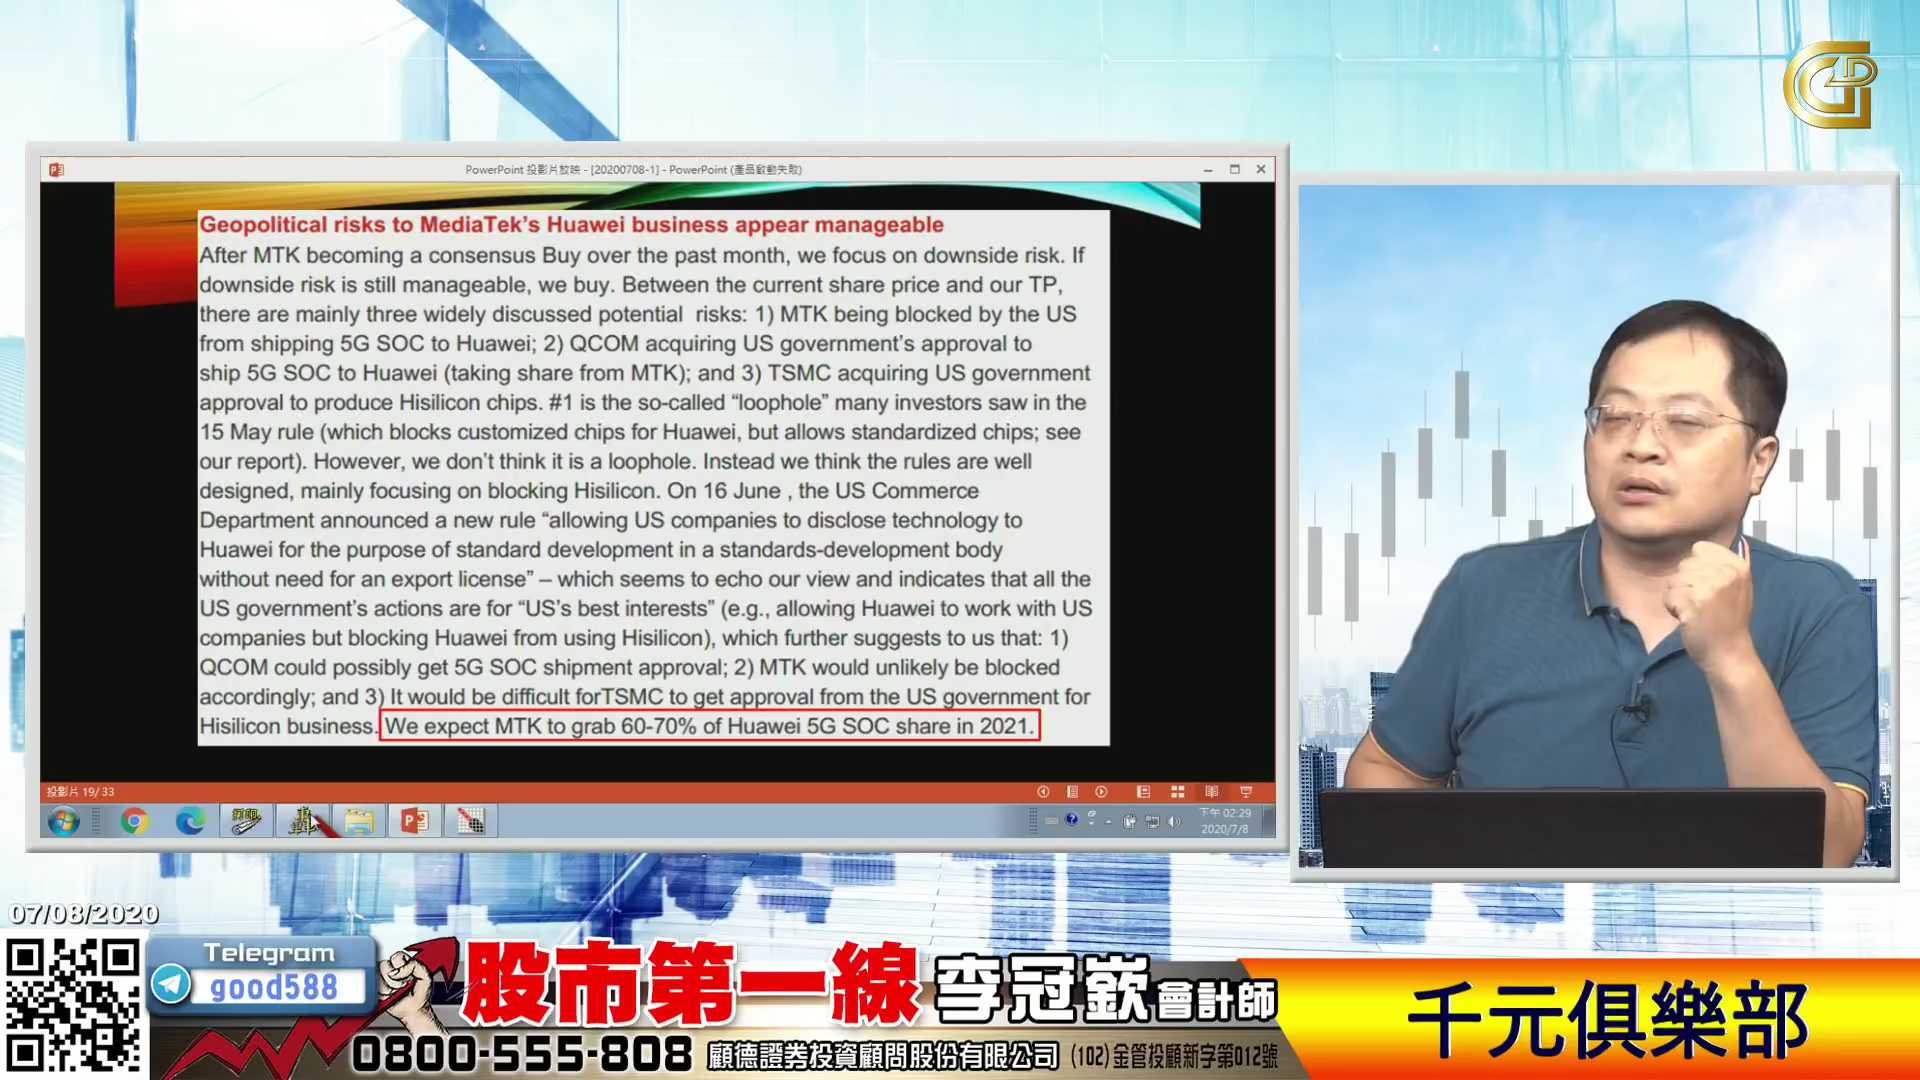 PowerPoint 投影片放映 - [20200708-1] - PowerPoint (產品啟動失敗)
Geopolitical risks to MediaTek's Huawei business appear manageable
After MTK becoming a consensus Buy over the past month, we focus on downside risk. If
downside risk is still manageable, we buy. Between the current share price and our TP,
there are mainly three widely discussed potential risks: 1) MTK being blocked by the US
from shipping 5G SOC to Huawei; 2) QCOM acquiring US government's approval to
ship 5G SOC to Huawei (taking share from MTK); and 3) TSMC acquiring US government
approval to produce Hisilicon chips. #1 is the so-called “loophole” many investors saw in the
15 May rule (which blocks customized chips for Huawei, but allows standardized chips; see
our report). However, we don't think it is a loophole. Instead we think the rules are well
designed, mainly focusing on blocking Hisilicon. On 16 June , the US Commerce
Department announced a new rule “allowing US companies to disclose technology to
Huawei for the purpose of standard development in a standards-development body
without need for an export license” – which seems to echo our view and indicates that all the
US government's actions are for “US's best interests” (e.g., allowing Huawei to work with US
companies but blocking Huawei from using Hisilicon), which further suggests to us that: 1)
QCOM could possibly get 5G SOC shipment approval; 2) MTK would unlikely be blocked
accordingly; and 3) It would be difficult forTSMC to get approval from the US government for
Hisilicon business. We expect MTK to grab 60-70% of Huawei 5G SOC share in 2021.
投影片 19/33
下午 02:29
2020/7/8
07/08/2020
Telegram
good588
股市第一線 李冠嶔會計師
0800-555-808 顧德證券投資顧問股份有限公司 (102)金管投顧新字第012號
千元俱樂部